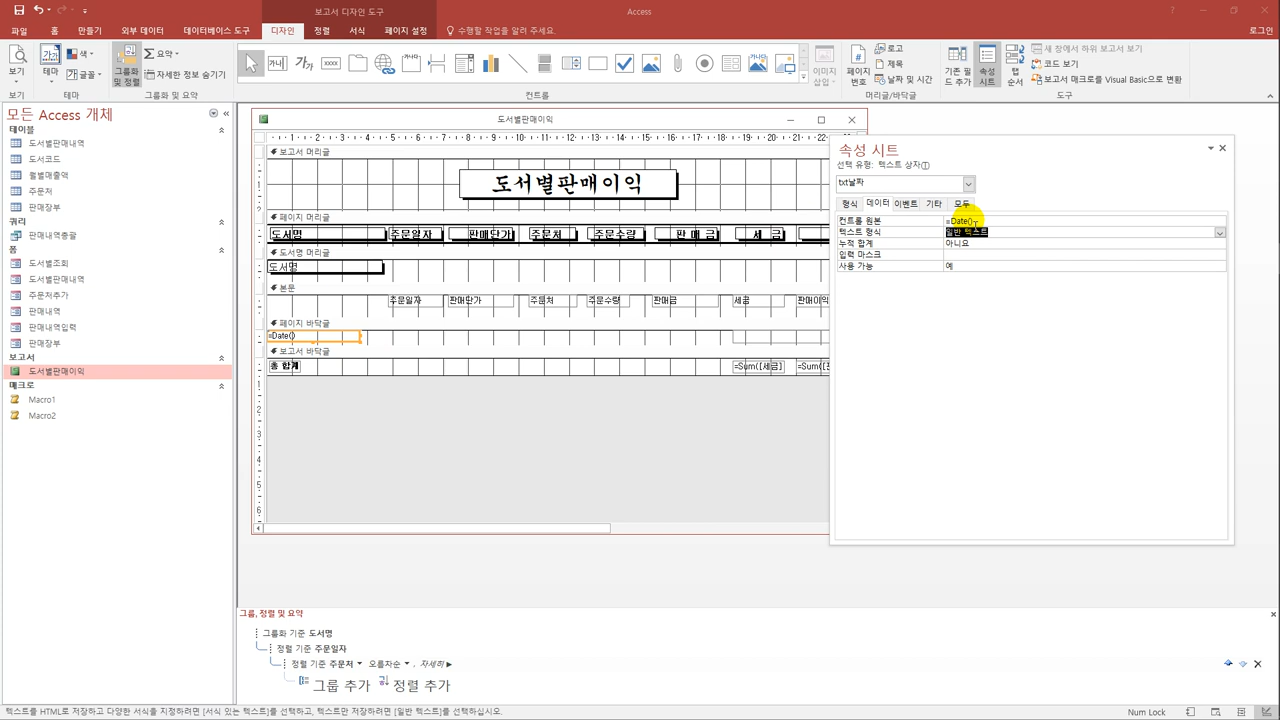 보고서 디자인 도구
Access
로그인
파일 홈 만들기 외부 데이터 데이터베이스 도구 디자인 정렬 서식 페이지 설정 수행할 작업을 알려 주세요.
보기
테마
색
글꼴
그룹화 및 정렬
요약
자세한 정보 숨기기
이미지 삽입
페이지 번호
로고
제목
날짜 및 시간
기존 필드 추가
속성 시트
탭 순서
새 창에서 하위 보고서 보기
코드 보기
보고서 매크로를 Visual Basic으로 변환
보기 테마 그룹화 및 요약 컨트롤 머리글/바닥글 도구
모든 Access 개체
테이블
도서별판매내역
도서코드
월별매출액
주문처
판매장부
쿼리
판매내역총괄
폼
도서별조회
도서별판매내역
주문처추가
판매내역
판매내역입력
판매장부
보고서
도서별판매이익
매크로
Macro1
Macro2
도서별판매이익
보고서 머리글
도서별판매이익
페이지 머리글
도서명 주문일자 판매단가 주문처 주문수량 판 매 금 세 금
도서명 머리글
도서명
본문
주문일자 판매단가 주문처 주문수량 판매금 세금 판매이익
페이지 바닥글
=Date()
보고서 바닥글
총 합계 =Sum([세금]
속성 시트
선택 유형: 텍스트 상자(T)
txt날짜
형식 데이터 이벤트 기타 모두
컨트롤 원본 =Date()
텍스트 형식 일반 텍스트
누적 합계 아니요
입력 마스크
사용 가능 예
그룹, 정렬 및 요약
그룹화 기준 도서명
정렬 기준 주문일자
정렬 기준 주문처 오름차순 , 자세히
그룹 추가 정렬 추가
텍스트를 HTML로 저장하고 다양한 서식을 지정하려면 [서식 있는 텍스트]를 선택하고, 텍스트만 저장하려면 [일반 텍스트]를 선택하십시오.
Num Lock